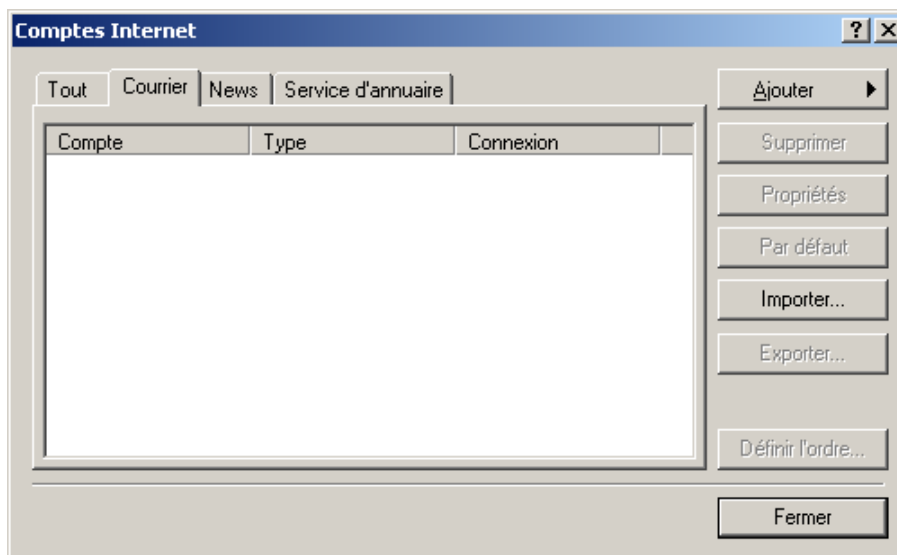 Comptes Internet
Tout Courrier News Service d'annuaire
Compte Type Connexion
Ajouter
Supprimer
Propriétés
Par défaut
Importer...
Exporter...
Définir l'ordre...
Fermer